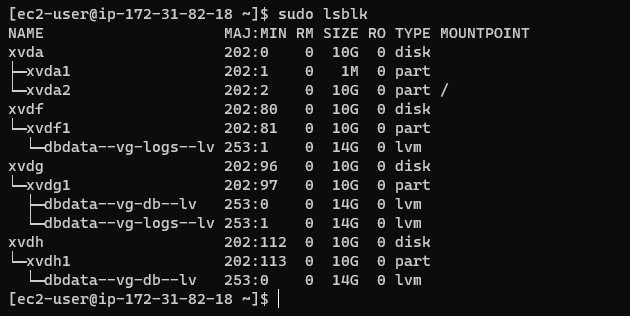 [ec2-user@ip-172-31-82-18 ~]$ sudo lsblk
NAME                      MAJ:MIN RM SIZE RO TYPE MOUNTPOINT
xvda                      202:0    0  10G  0 disk
├─xvda1                   202:1    0   1M  0 part
└─xvda2                   202:2    0  10G  0 part /
xvdf                      202:80   0  10G  0 disk
└─xvdf1                   202:81   0  10G  0 part
  └─dbdata--vg-logs--lv 253:1    0  14G  0 lvm
xvdg                      202:96   0  10G  0 disk
└─xvdg1                   202:97   0  10G  0 part
  ├─dbdata--vg-db--lv   253:0    0  14G  0 lvm
  └─dbdata--vg-logs--lv 253:1    0  14G  0 lvm
xvdh                      202:112  0  10G  0 disk
└─xvdh1                   202:113  0  10G  0 part
  └─dbdata--vg-db--lv   253:0    0  14G  0 lvm
[ec2-user@ip-172-31-82-18 ~]$